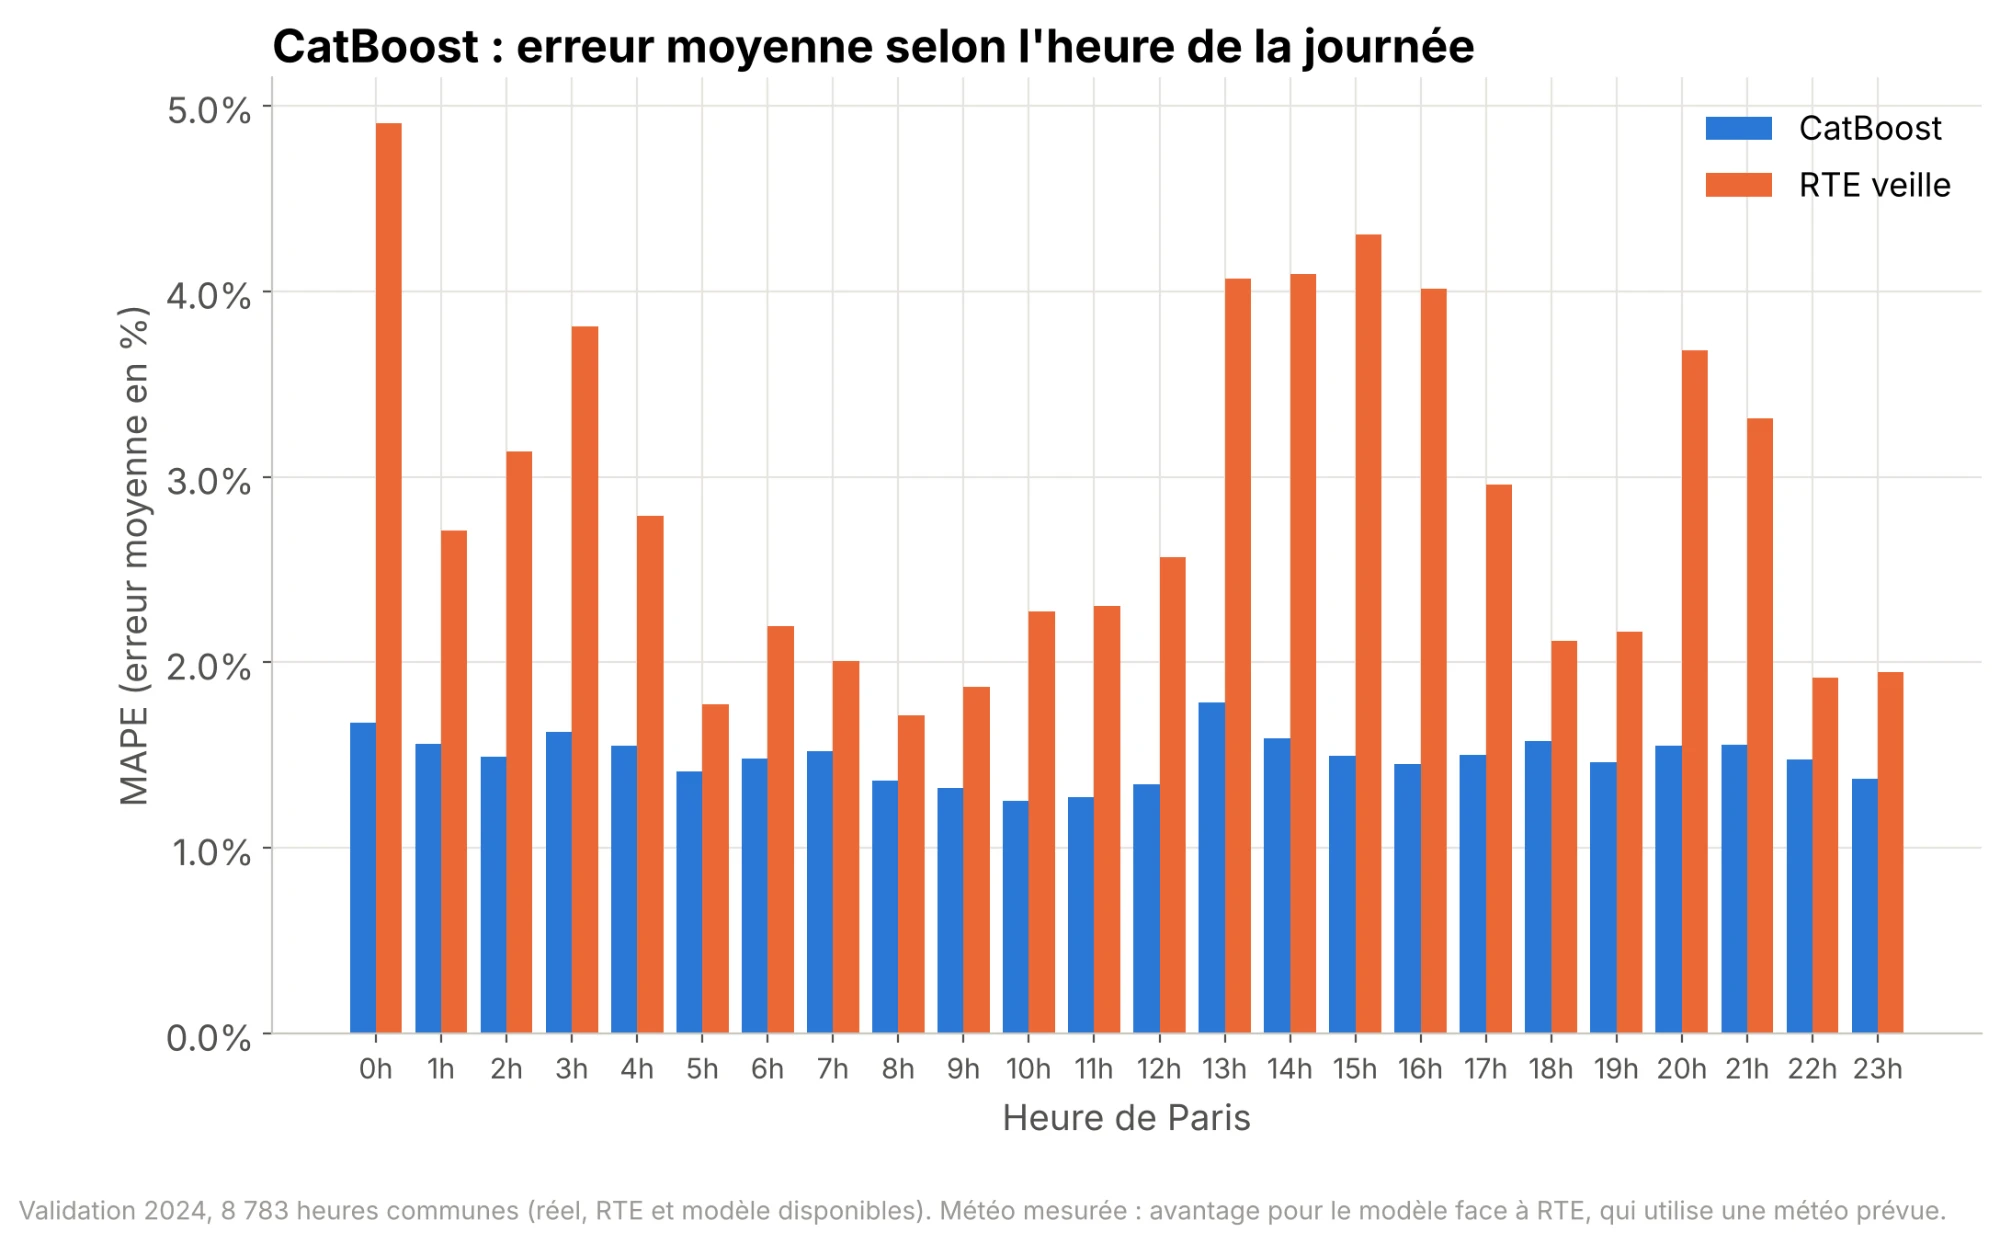 CatBoost : erreur moyenne selon l'heure de la journée
CatBoost
RTE veille
MAPE (erreur moyenne en %)
5.0%
4.0%
3.0%
2.0%
1.0%
0.0%
0h 1h 2h 3h 4h 5h 6h 7h 8h 9h 10h 11h 12h 13h 14h 15h 16h 17h 18h 19h 20h 21h 22h 23h
Heure de Paris
Validation 2024, 8 783 heures communes (réel, RTE et modèle disponibles). Météo mesurée : avantage pour le modèle face à RTE, qui utilise une météo prévue.